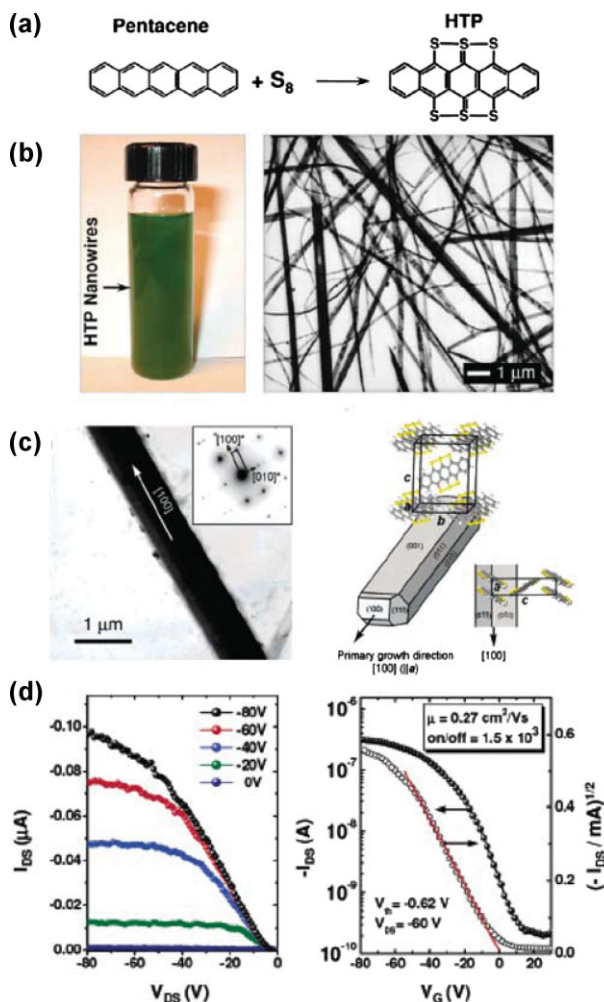 (a)
Pentacene
HTP
+ S8
S S S
S S S
(b)
HTP Nanowires
1 μm
(c)
[100]*
[010]*
[100]
1 μm
c
a
b
(001)
(100)
(110)
Primary growth direction
[100] (||a)
a
c
[100]
(d)
-80V
-60V
-40V
-20V
0V
-0.10
-0.08
-0.06
-0.04
-0.02
0.00
IDS (μA)
-80 -60 -40 -20 0
VDS (V)
μ = 0.27 cm²/Vs
on/off = 1.5 x 10³
Vth = -0.62 V
VDS = -60 V
10⁻⁶
10⁻⁷
10⁻⁸
10⁻⁹
10⁻¹⁰
-IDS (A)
0.6
0.4
0.2
0.0
(- IDS / mA)1/2
-80 -60 -40 -20 0 20
VG (V)